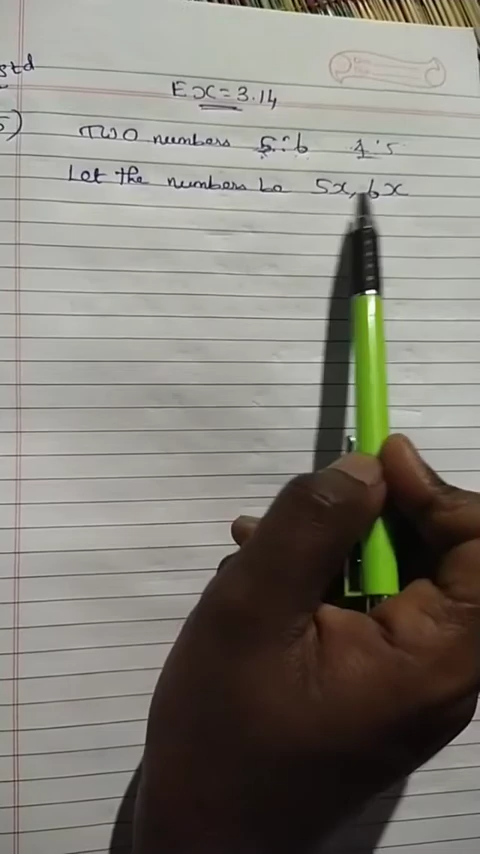 std
Ex = 3.14
5) Two numbers 5:6 4:5
Let the numbers be 5x, 6x